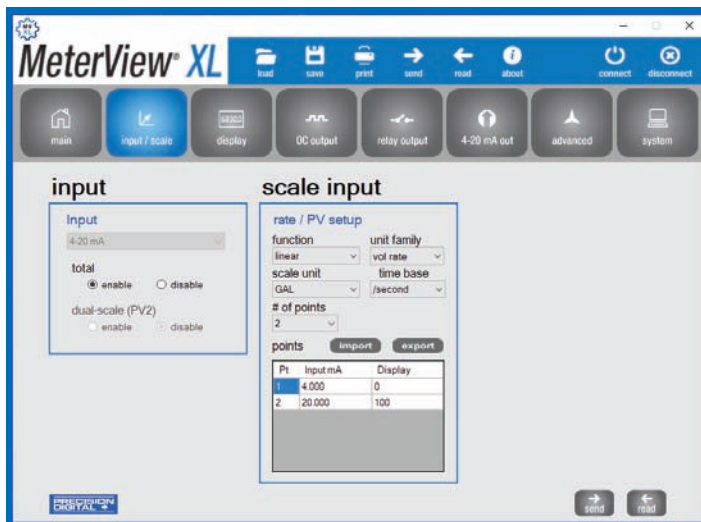 MeterView® XL
load save print send read about connect disconnect
main input / scale display OC output relay output 4-20 mA out advanced system
input
Input
4-20 mA
total
enable disable
dual-scale (PV2)
enable disable
scale input
rate / PV setup
function unit family
linear vol rate
scale unit time base
GAL /second
# of points
2
points import export
Pt Input mA Display
1 4.000 0
2 20.000 100
PRECISION
DIGITAL
send read